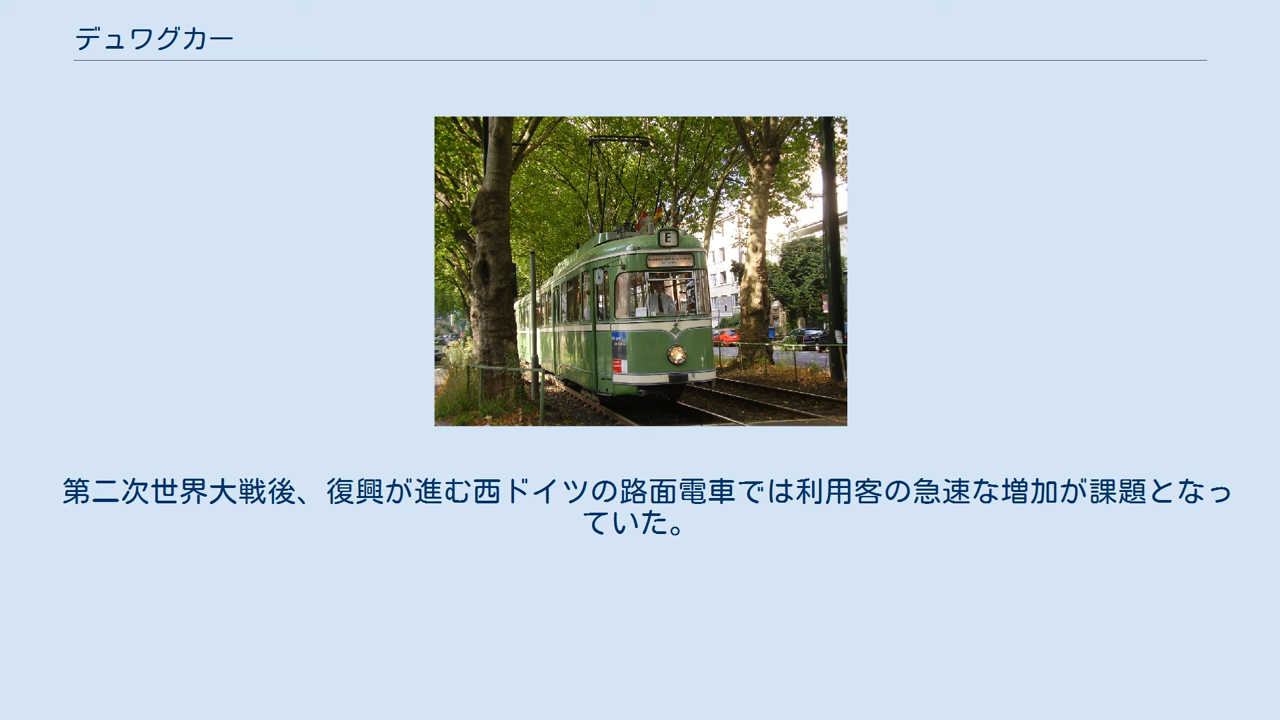 デュワグカー
E
第二次世界大戦後、復興が進む西ドイツの路面電車では利用客の急速な増加が課題となっ
ていた。